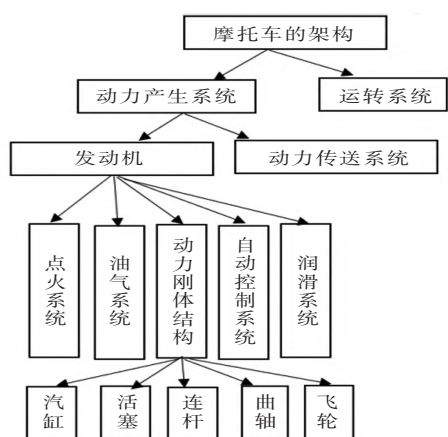 摩托车的架构
动力产生系统
运转系统
发动机
动力传送系统
点火系统
油气系统
动力刚体结构
自动控制系统
润滑系统
汽缸
活塞
连杆
曲轴
飞轮